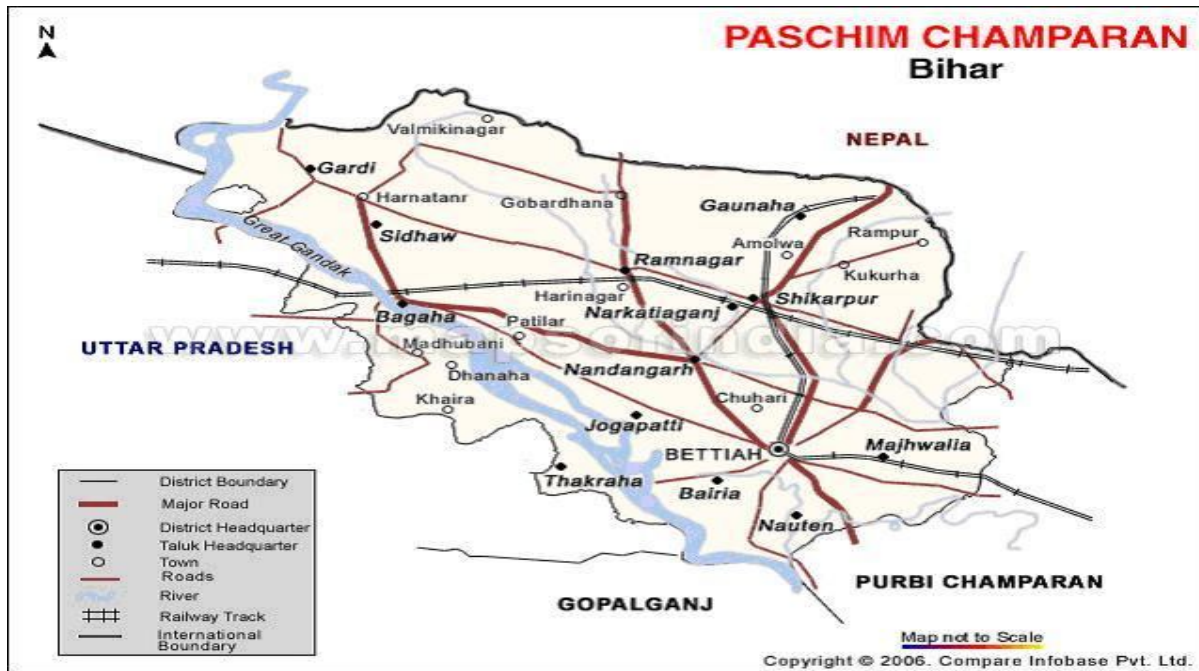 N
PASCHIM CHAMPARAN
Bihar
NEPAL
Valmikinagar
Gardi
Harnatanr
Gobardhana
Gaunaha
Sidhaw
Great Gandak
Amolwa
Rampur
Ramnagar
Kukurha
Harinagar
Shikarpur
Bagaha
Narkatiaganj
www.mapsofindia.com
Patilar
UTTAR PRADESH
Madhubani
Nandangarh
Dhanaha
Khaira
Chuhari
Jogapatti
BETTIAH
Majhwalia
Thakraha
Bairia
Nauten
District Boundary
Major Road
District Headquarter
Taluk Headquarter
Town
Roads
River
Railway Track
International
Boundary
PURBI CHAMPARAN
GOPALGANJ
Map not to Scale
Copyright © 2006. Compare Infobase Pvt. Ltd.